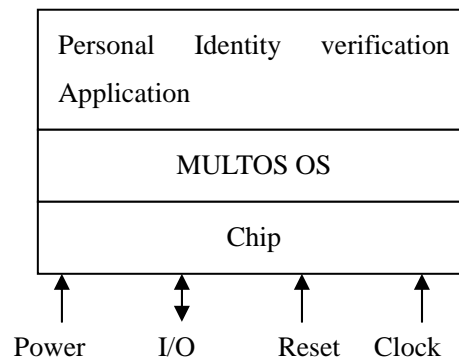 Personal Identity verification
Application
MULTOS OS
Chip
Power I/O Reset Clock